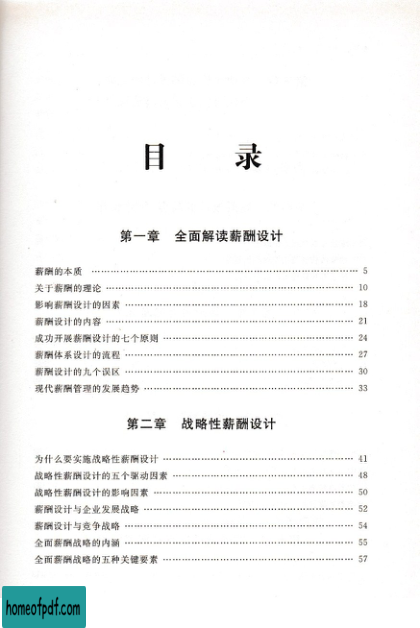 目 录
第一章 全面解读薪酬设计
薪酬的本质 …………………………………………………… 5
关于薪酬的理论 …………………………………………………… 10
影响薪酬设计的因素 …………………………………………………… 18
薪酬设计的内容 …………………………………………………… 21
成功开展薪酬设计的七个原则 …………………………………………………… 24
薪酬体系设计的流程 …………………………………………………… 27
薪酬设计的九个误区 …………………………………………………… 30
现代薪酬管理的发展趋势 …………………………………………………… 33
第二章 战略性薪酬设计
为什么要实施战略性薪酬设计 …………………………………………………… 41
战略性薪酬设计的五个驱动因素 …………………………………………………… 48
战略性薪酬设计的影响因素 …………………………………………………… 50
薪酬设计与企业发展战略 …………………………………………………… 52
薪酬设计与竞争战略 …………………………………………………… 54
全面薪酬战略的内涵 …………………………………………………… 55
全面薪酬战略的五种关键要素 …………………………………………………… 57
homeofpdf.com